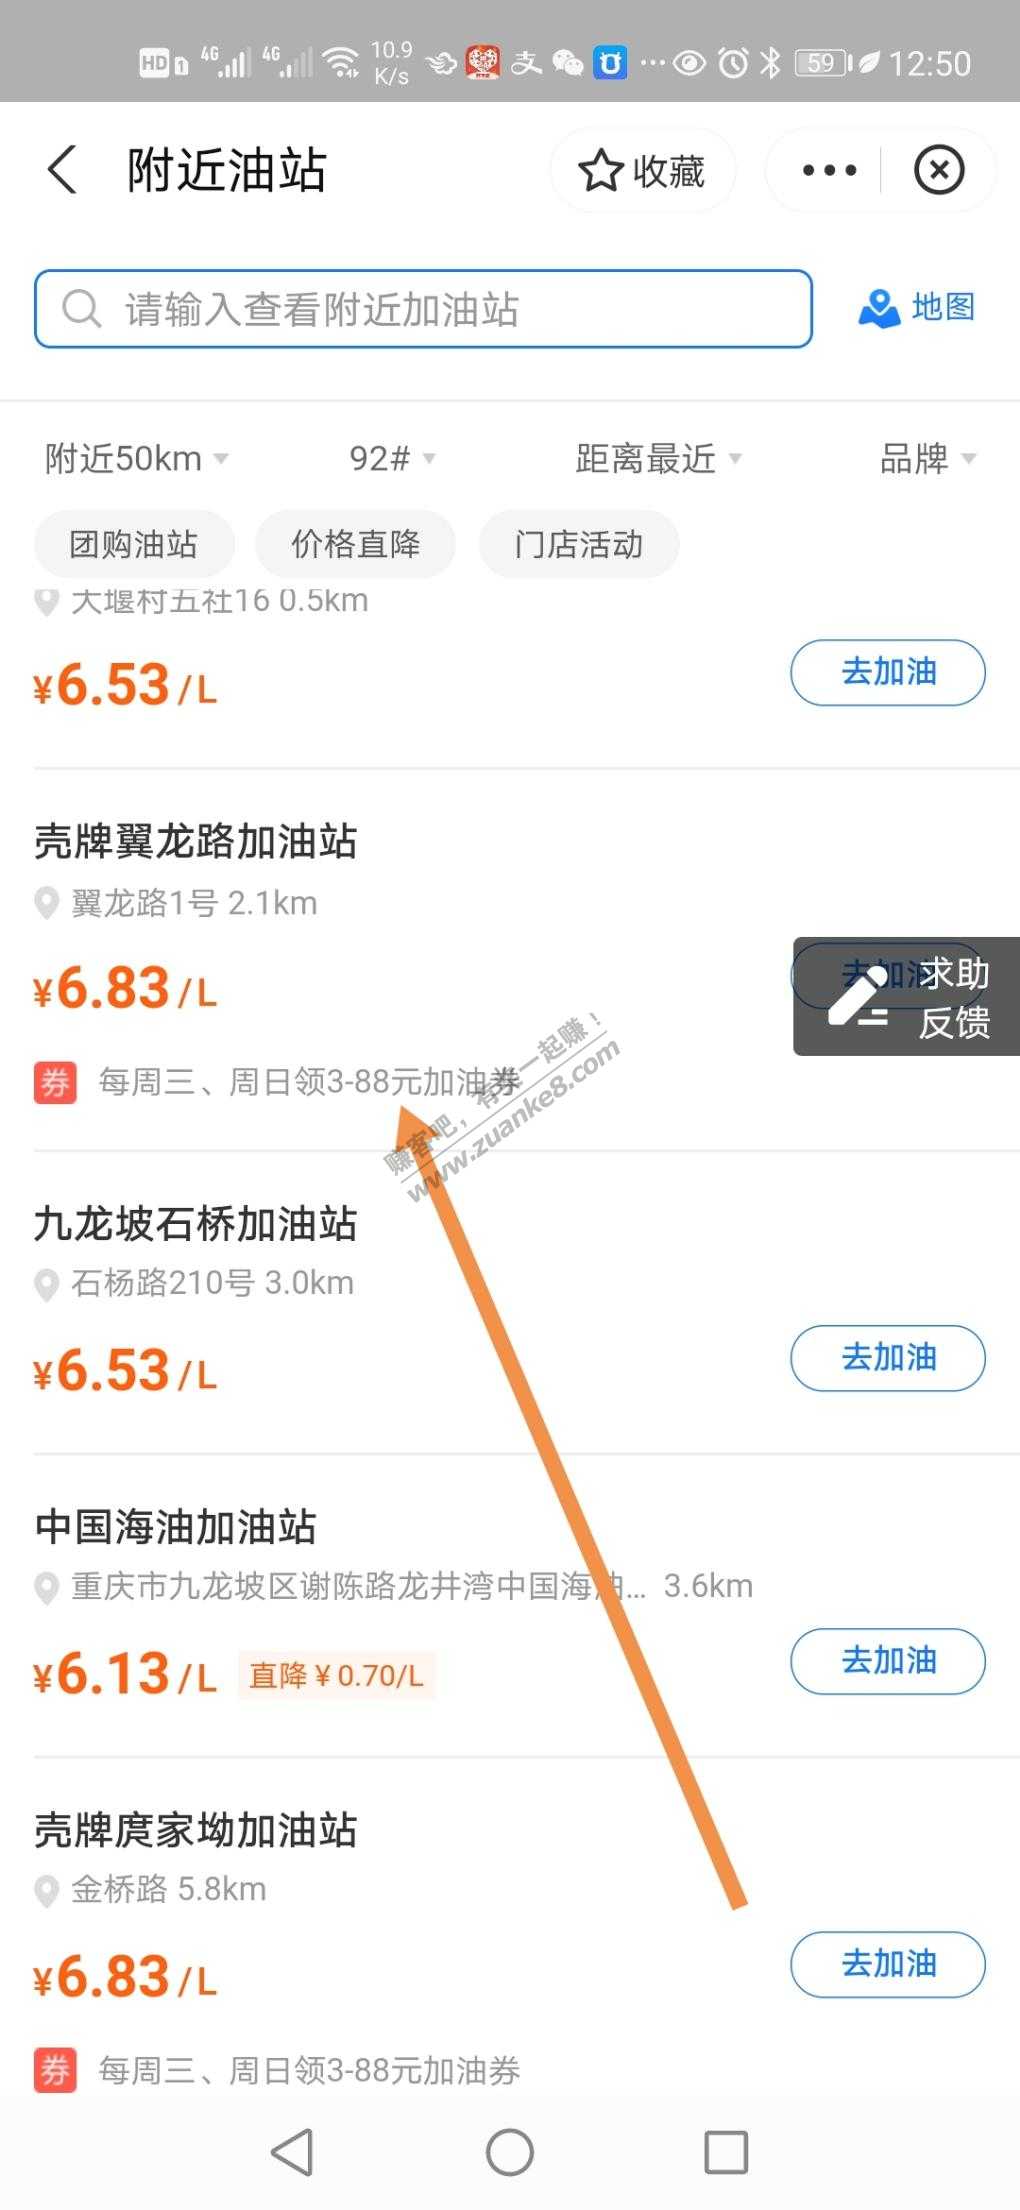 HD 1 4G 4G 10.9 K/s 支 59 12:50
附近油站 收藏
请输入查看附近加油站 地图
附近50km 92# 距离最近 品牌
团购油站 价格直降 门店活动
大堰村五社16 0.5km
¥6.53/L 去加油
壳牌翼龙路加油站
翼龙路1号 2.1km
¥6.83/L 去加油
求助
反馈
券 每周三、周日领3-88元加油券
赚客吧，有奖一起赚！
www.zuanke8.com
九龙坡石桥加油站
石杨路210号 3.0km
¥6.53/L 去加油
中国海油加油站
重庆市九龙坡区谢陈路龙井湾中国海油... 3.6km
¥6.13/L 直降¥0.70/L 去加油
壳牌庹家坳加油站
金桥路 5.8km
¥6.83/L 去加油
券 每周三、周日领3-88元加油券